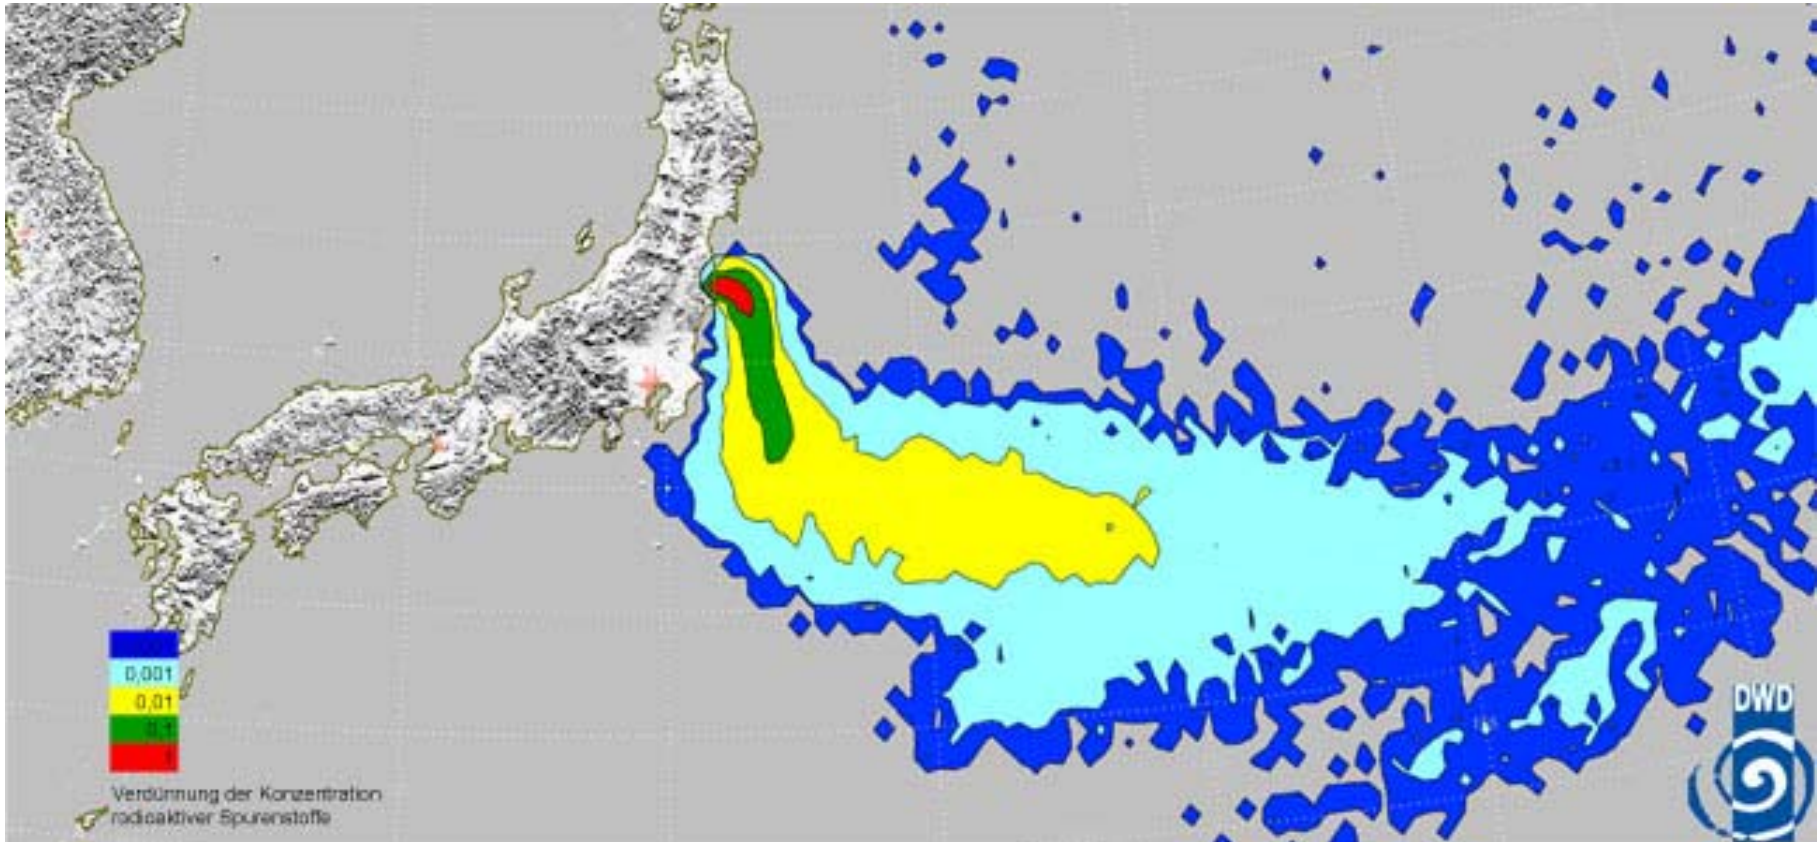 0,001
0,01
0,1
1
Verdünnung der Konzentration
radioaktiver Spurenstoffe
DWD